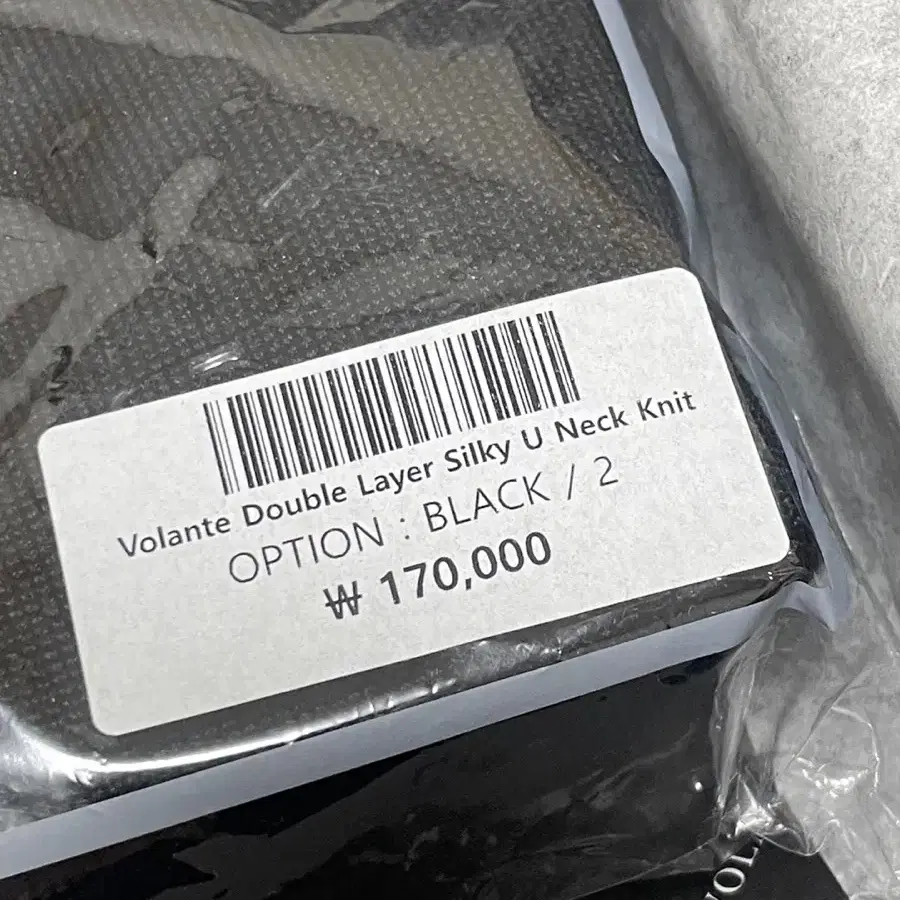 Volante Double Layer Silky U Neck Knit
OPTION : BLACK / 2
₩ 170,000